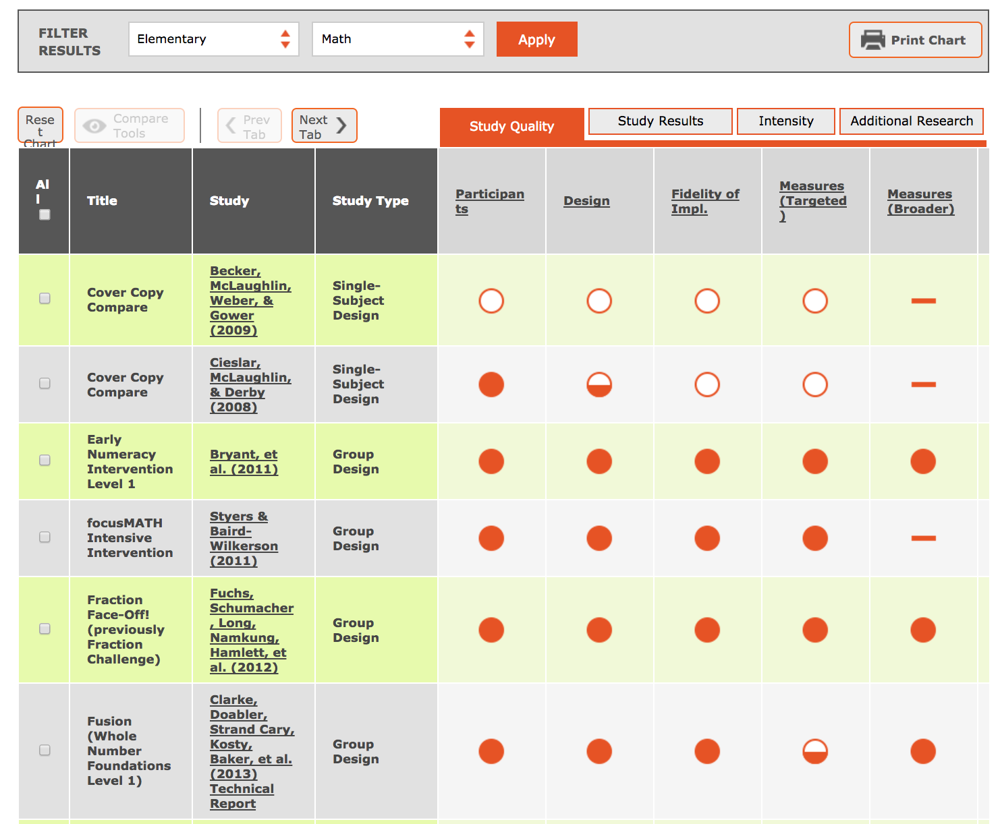 FILTER
RESULTS
Elementary
Math
Apply
Print Chart
Rese
t
Chart
Compare
Tools
Prev
Tab
Next
Tab
Study Quality
Study Results
Intensity
Additional Research
Al
l
Title
Study
Study Type
Participan
ts
Design
Fidelity of
Impl.
Measures
(Targeted
)
Measures
(Broader)
Cover Copy
Compare
Becker,
McLaughlin,
Weber, &
Gower
(2009)
Single-
Subject
Design
Cover Copy
Compare
Cieslar,
McLaughlin,
& Derby
(2008)
Single-
Subject
Design
Early
Numeracy
Intervention
Level 1
Bryant, et
al. (2011)
Group
Design
focusMATH
Intensive
Intervention
Styers &
Baird-
Wilkerson
(2011)
Group
Design
Fraction
Face-Off!
(previously
Fraction
Challenge)
Fuchs,
Schumacher
, Long,
Namkung,
Hamlett, et
al. (2012)
Group
Design
Fusion
(Whole
Number
Foundations
Level 1)
Clarke,
Doabler,
Strand Cary,
Kosty,
Baker, et al.
(2013)
Technical
Report
Group
Design